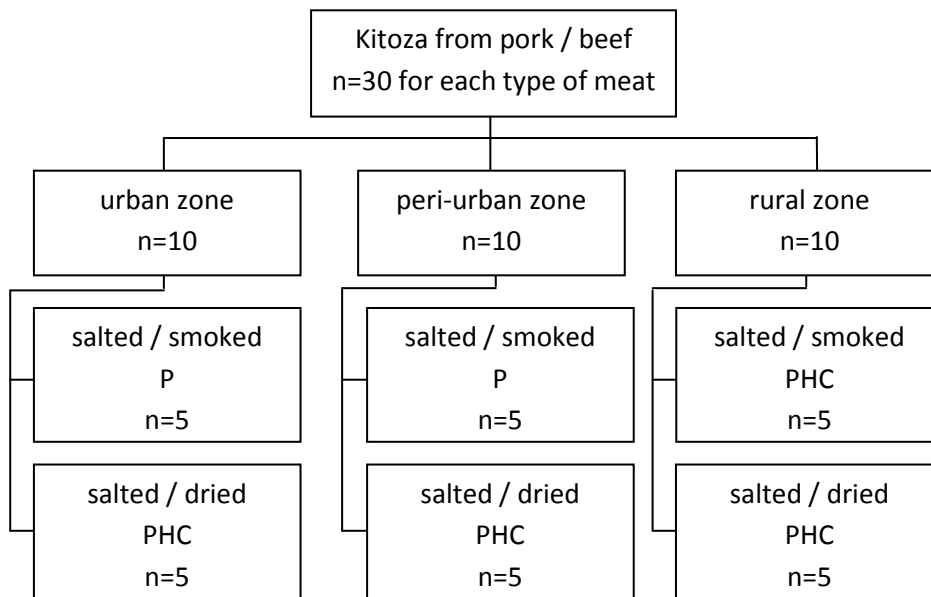 Kitoza from pork / beef
n=30 for each type of meat
urban zone
n=10
peri-urban zone
n=10
rural zone
n=10
salted / smoked
P
n=5
salted / smoked
P
n=5
salted / smoked
PHC
n=5
salted / dried
PHC
n=5
salted / dried
PHC
n=5
salted / dried
PHC
n=5